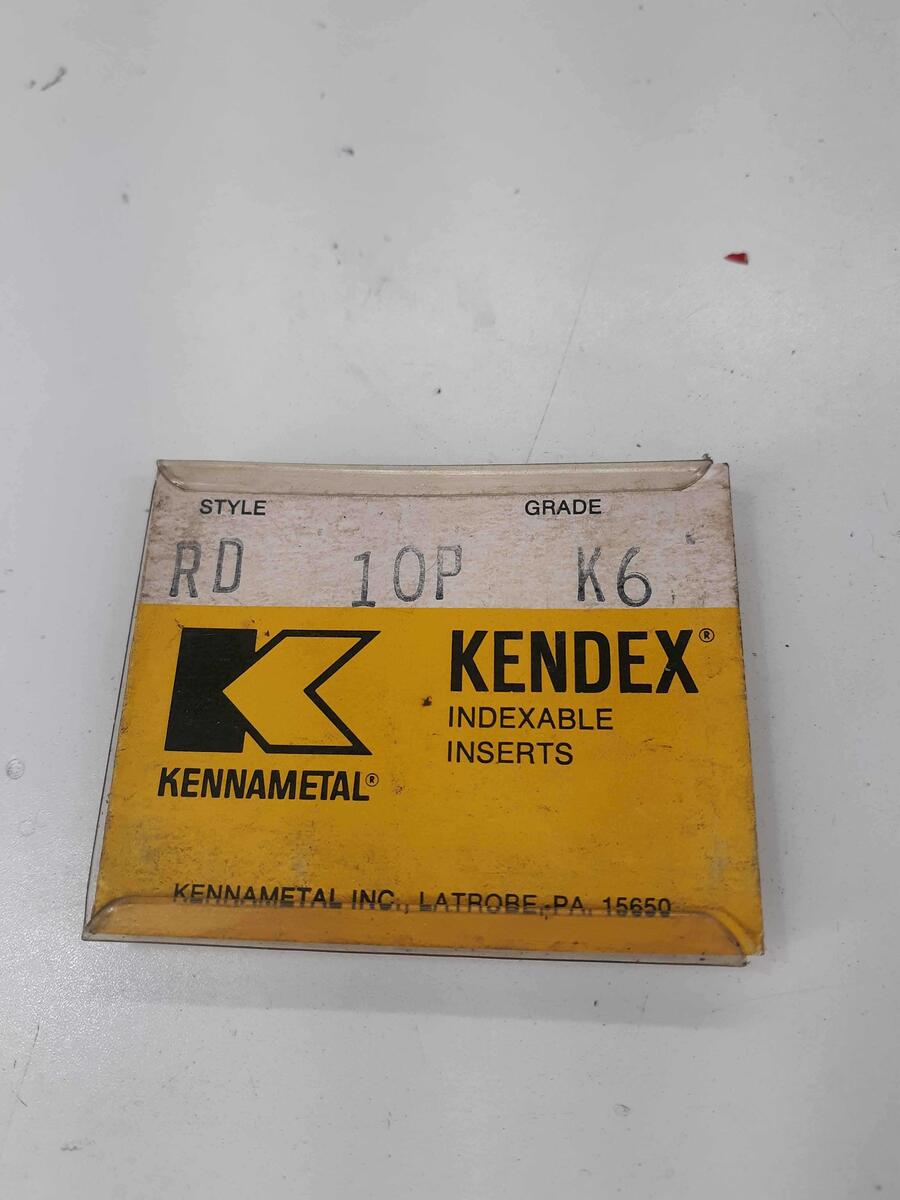 STYLE GRADE
RD 10P K6
KENDEX®
INDEXABLE
INSERTS
KENNAMETAL®
KENNAMETAL INC., LATROBE, PA. 15650